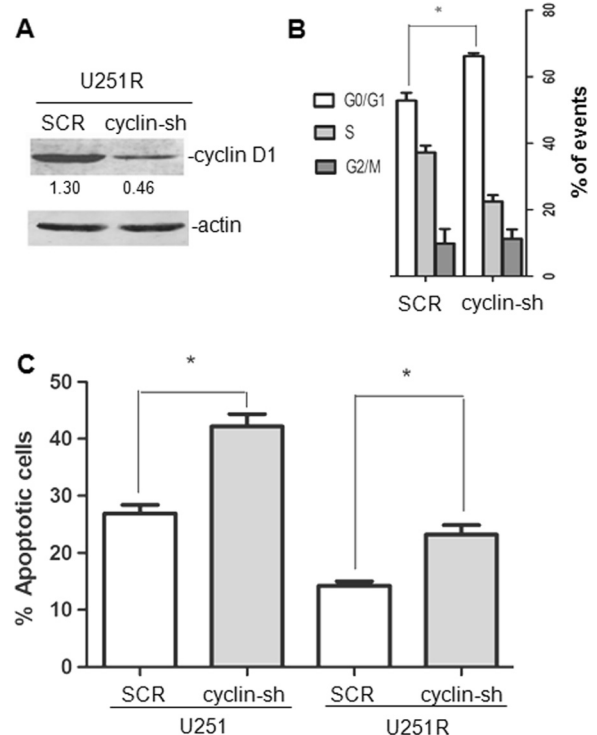 A
U251R
SCR cyclin-sh
-cyclin D1
1.30 0.46
-actin
B
*
G0/G1
S
G2/M
80
60
40
20
0
% of events
SCR cyclin-sh
C
* *
50
40
30
20
10
0
% Apoptotic cells
SCR cyclin-sh SCR cyclin-sh
U251 U251R